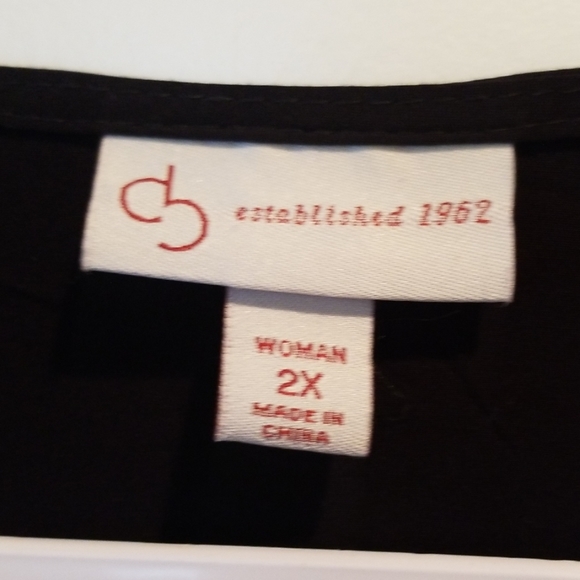 cb established 1962
WOMAN
2X
MADE IN
CHINA